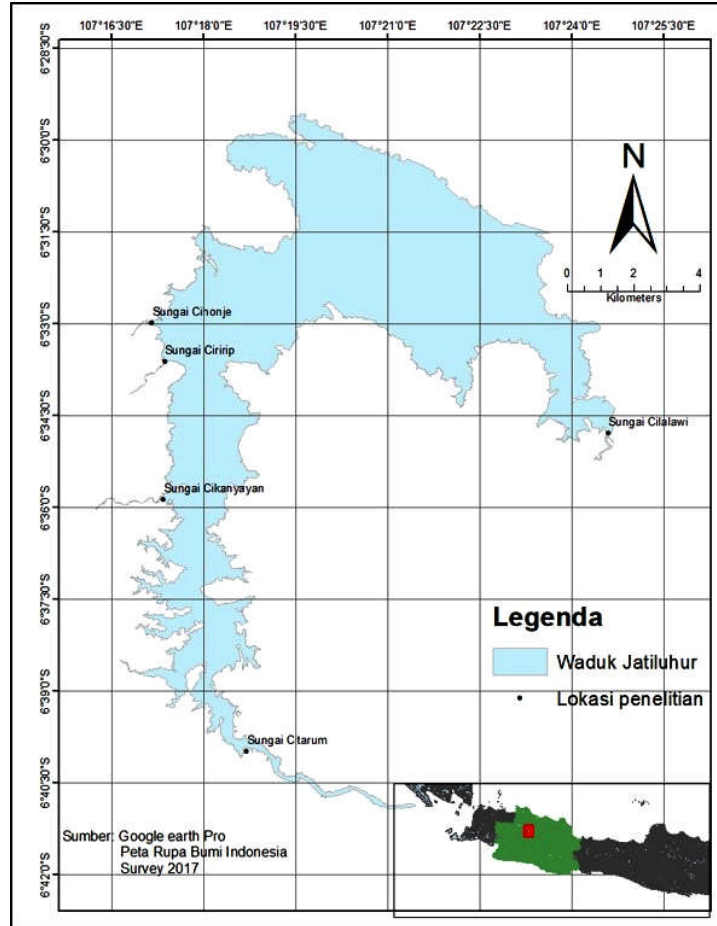 107°16'30"E 107°18'0"E 107°19'30"E 107°21'0"E 107°22'30"E 107°24'0"E 107°25'30"E
6°28'30"S
6°30'0"S
6°31'30"S
6°33'0"S
6°34'30"S
6°36'0"S
6°37'30"S
6°39'0"S
6°40'30"S
6°42'0"S
N
0 1 2 4
Kilometers
Sungai Cihonje
Sungai Ciririp
Sungai Cilalawi
Sungai Cikanyayan
Sungai Citarum
Legenda
Waduk Jatiluhur
Lokasi penelitian
Sumber: Google earth Pro
Peta Rupa Bumi Indonesia
Survey 2017